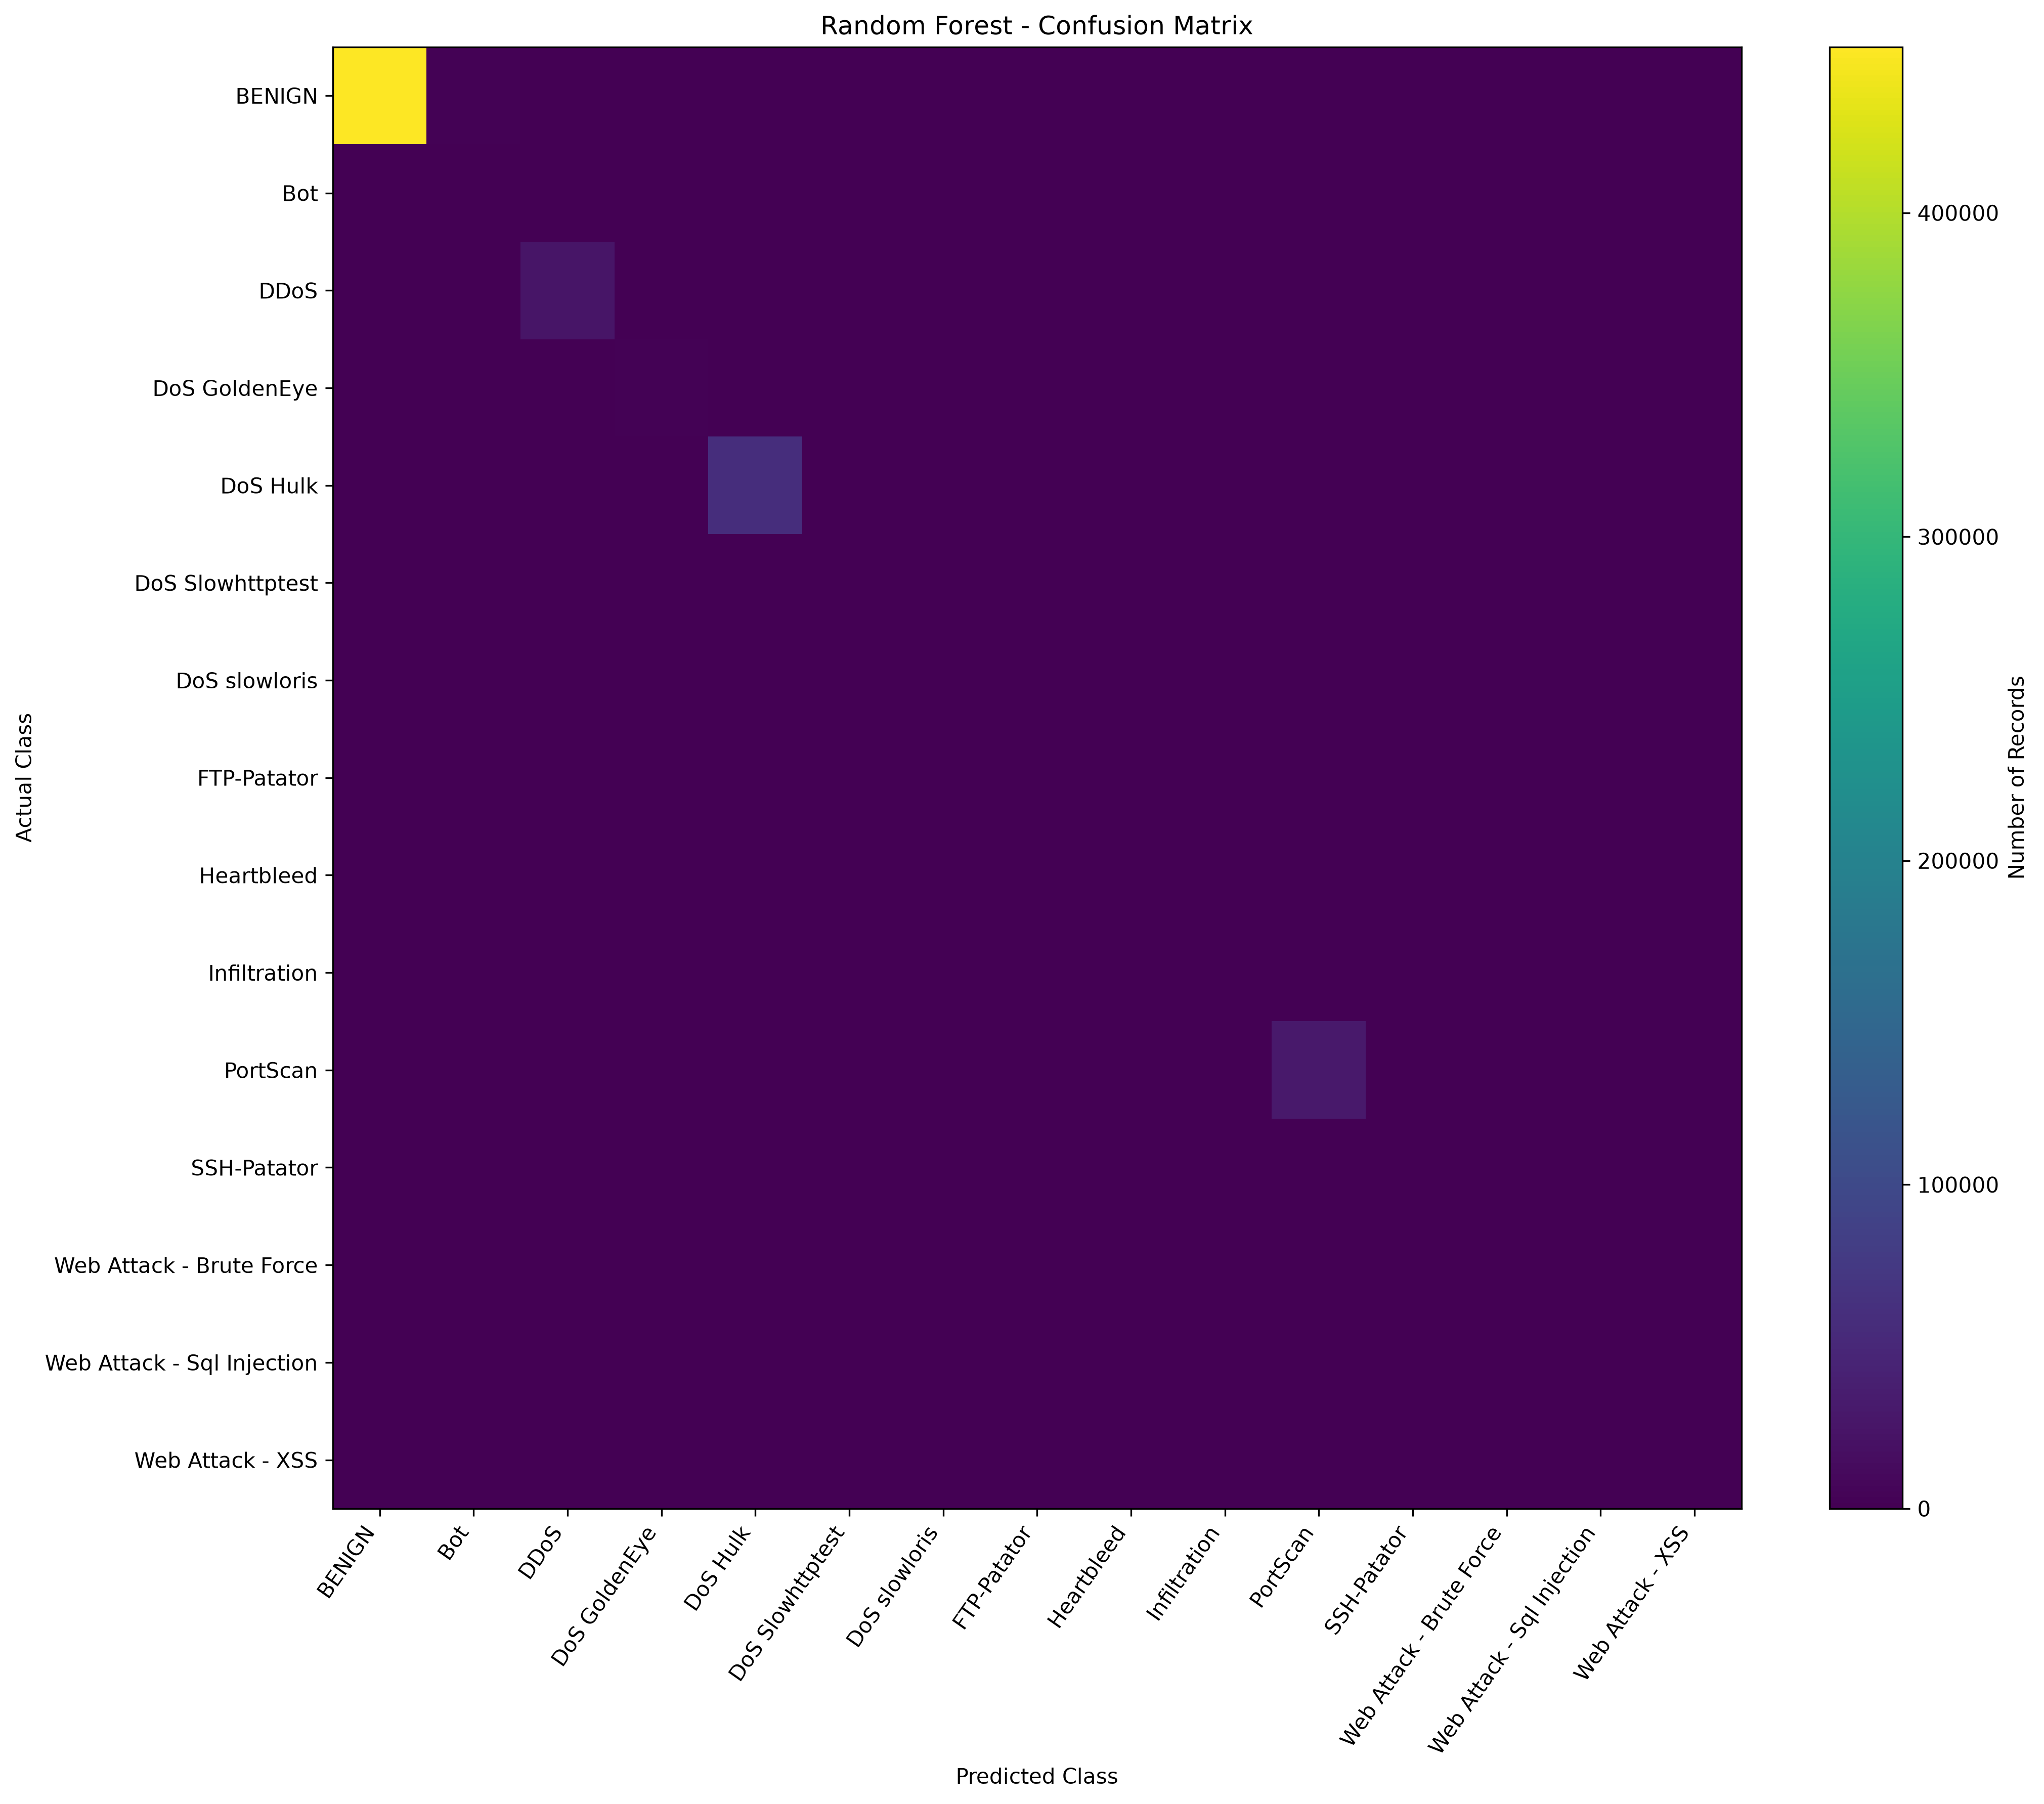 Random Forest - Confusion Matrix
Actual Class
BENIGN
Bot
DDoS
DoS GoldenEye
DoS Hulk
DoS Slowhttptest
DoS slowloris
FTP-Patator
Heartbleed
Infiltration
PortScan
SSH-Patator
Web Attack - Brute Force
Web Attack - Sql Injection
Web Attack - XSS
BENIGN
Bot
DDoS
DoS GoldenEye
DoS Hulk
DoS Slowhttptest
DoS slowloris
FTP-Patator
Heartbleed
Infiltration
PortScan
SSH-Patator
Web Attack - Brute Force
Web Attack - Sql Injection
Web Attack - XSS
Predicted Class
400000
300000
200000
100000
0
Number of Records